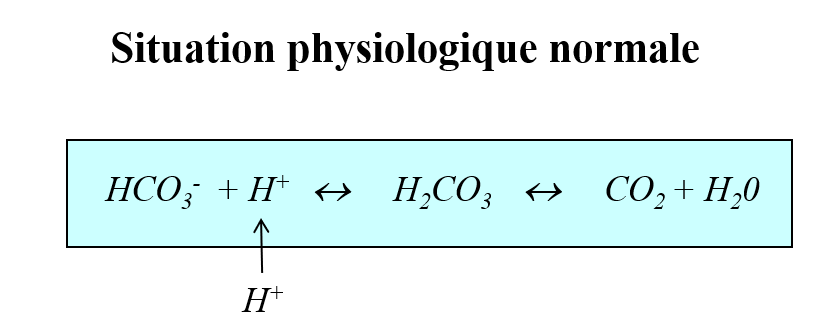 Situation physiologique normale
HCO₃⁻ + H⁺ ↔ H₂CO₃ ↔ CO₂ + H₂0
H⁺